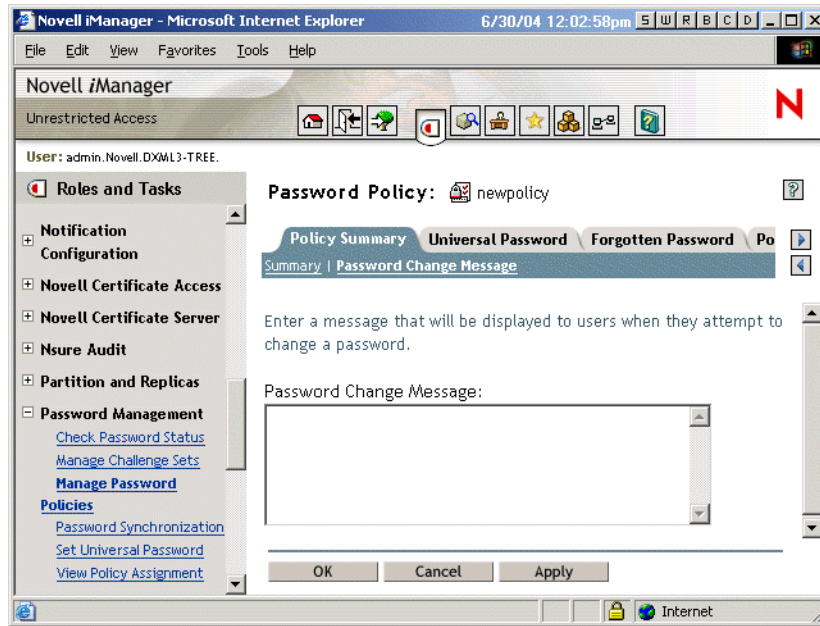 Novell iManager - Microsoft Internet Explorer
6/30/04 12:02:58pm S W R B C D
File Edit View Favorites Tools Help
Novell iManager
Unrestricted Access
N
User: admin.Novell.DXML3-TREE.
Roles and Tasks
Notification
Configuration
Novell Certificate Access
Novell Certificate Server
Nsure Audit
Partition and Replicas
Password Management
Check Password Status
Manage Challenge Sets
Manage Password
Policies
Password Synchronization
Set Universal Password
View Policy Assignment
Password Policy: newpolicy
?
Policy Summary Universal Password Forgotten Password Po
Summary | Password Change Message
Enter a message that will be displayed to users when they attempt to
change a password.
Password Change Message:
OK Cancel Apply
Internet